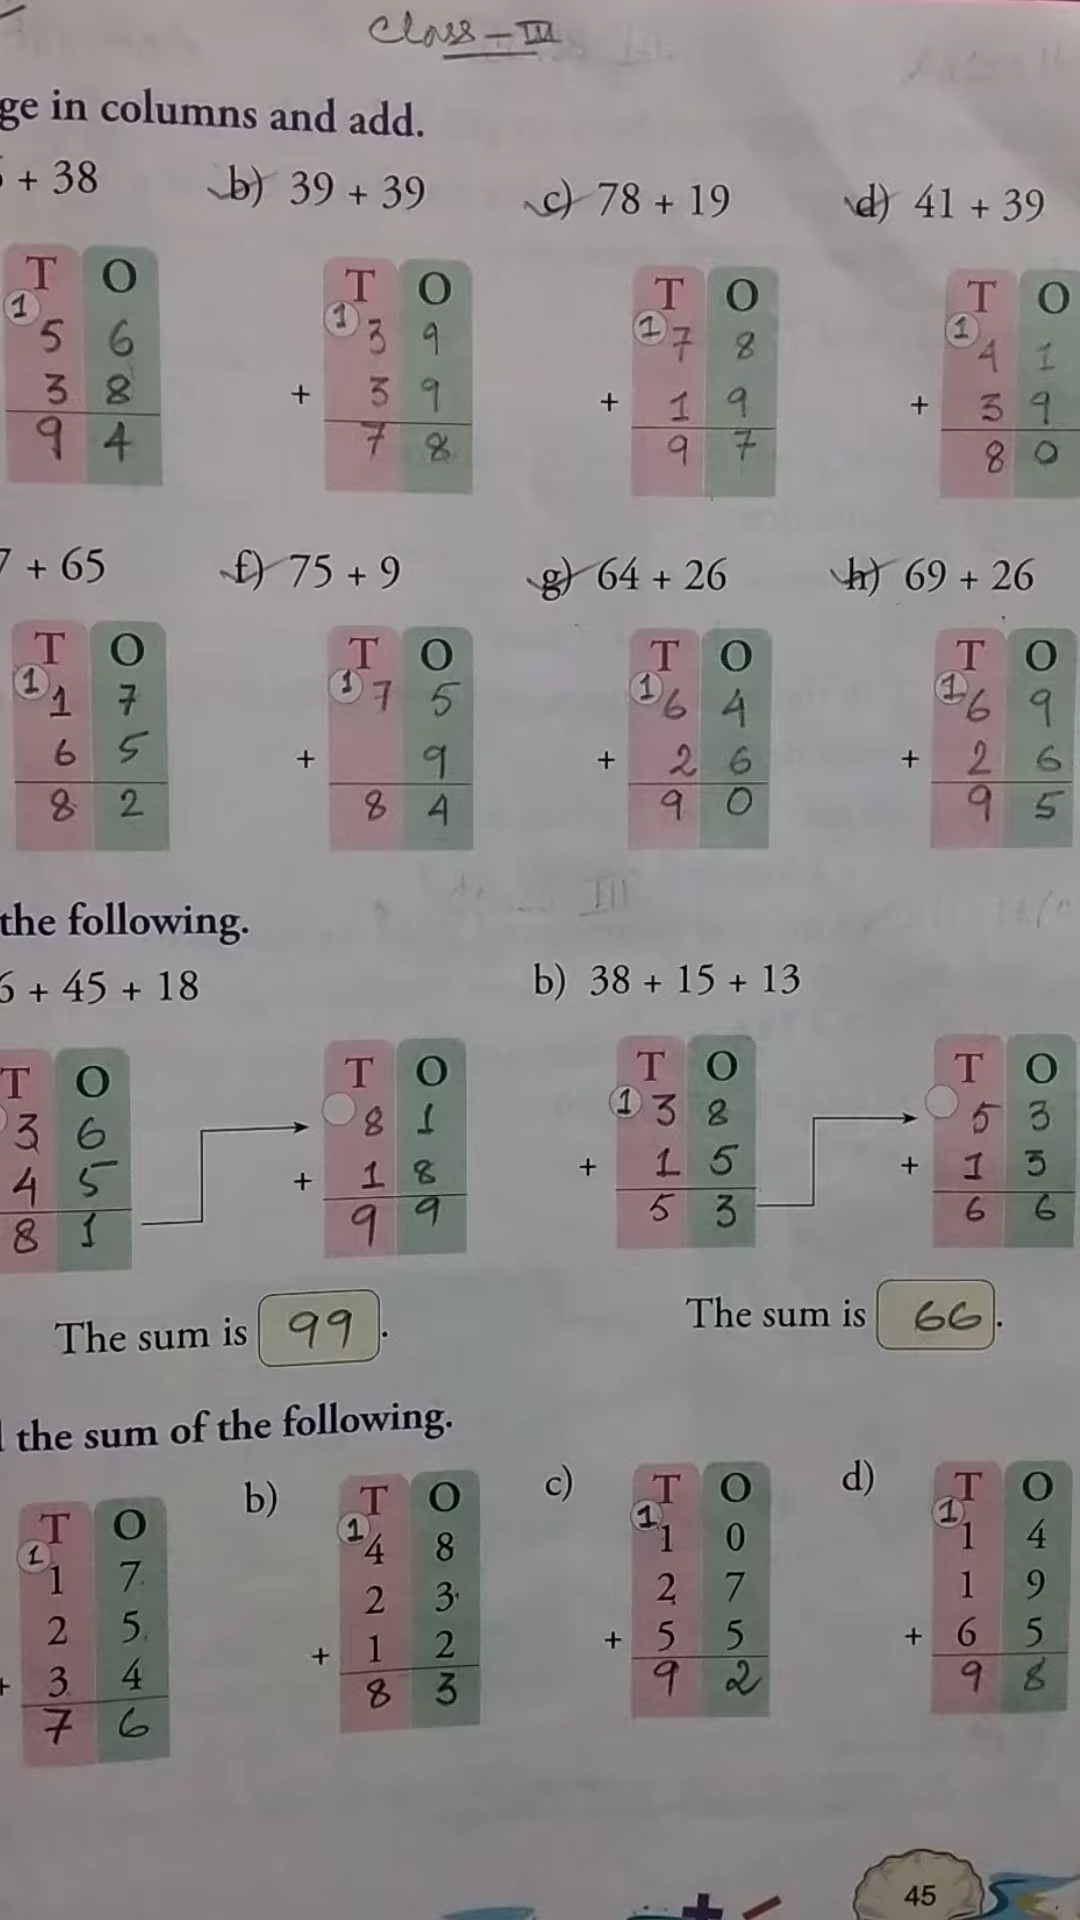 Class - III
ge in columns and add.
+ 38 b) 39 + 39 c) 78 + 19 d) 41 + 39
T O T O T O T O
1 1 1 1
5 6 3 9 7 8 4 1
3 8 + 3 9 + 1 9 + 3 9
9 4 7 8 9 7 8 0
7 + 65 f) 75 + 9 g) 64 + 26 h) 69 + 26
T O T O T O T O
1 1 1 1
1 7 7 5 6 4 6 9
6 5 + 9 + 2 6 + 2 6
8 2 8 4 9 0 9 5
the following.
6 + 45 + 18 b) 38 + 15 + 13
T O T O T O T O
3 6 8 1 1 3 8 5 3
4 5 + 1 8 + 1 5 + 1 3
8 1 9 9 5 3 6 6
The sum is 99. The sum is 66.
the sum of the following.
b) c) d)
T O T O T O T O
1 1 1 1
1 7 4 8 1 0 1 4
2 5 2 3 2 7 1 9
+ 3 4 + 1 2 + 5 5 + 6 5
7 6 8 3 9 2 9 8
45